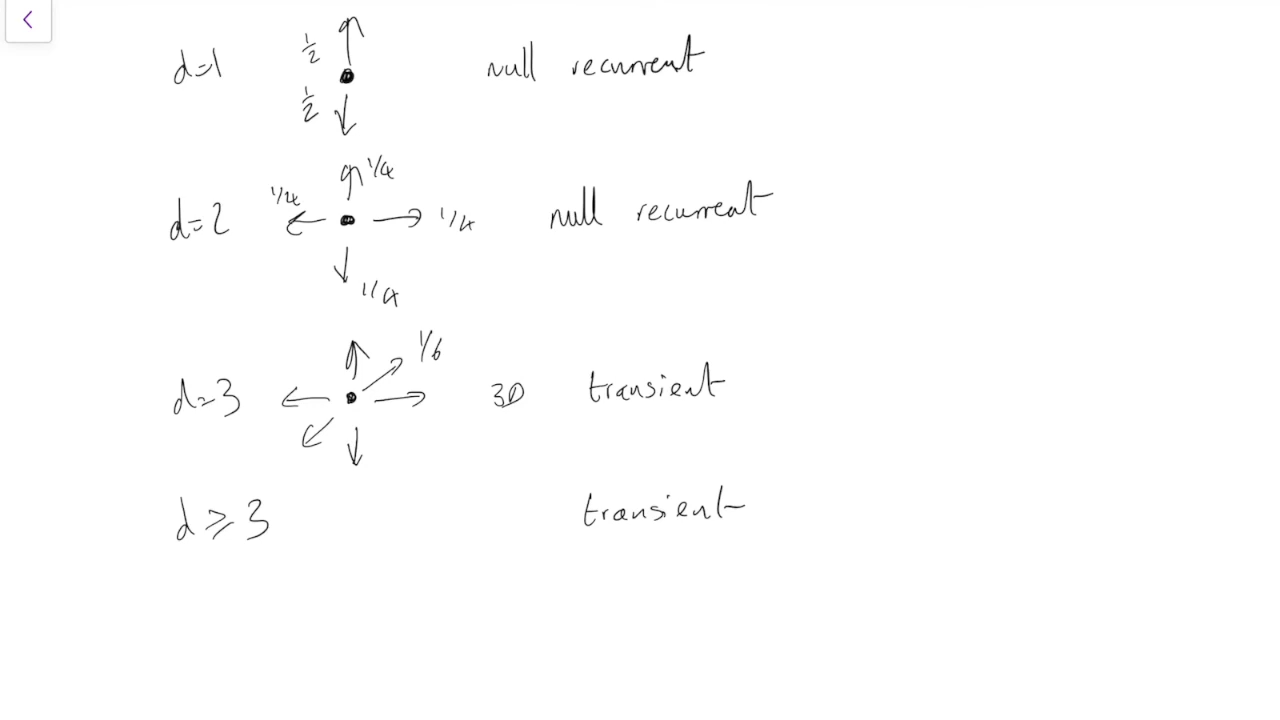 d=1 1/2 1/2 null recurrent
d=2 1/4 1/4 1/4 1/4 null recurrent
d=3 1/6 3D transient
d ≥ 3 transient